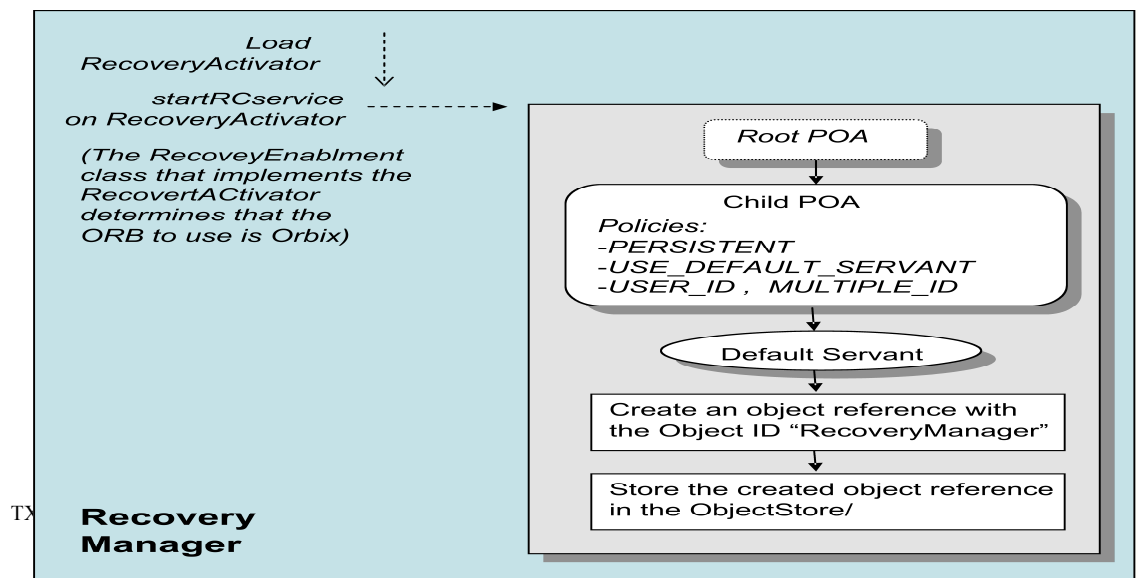 Load
RecoveryActivator
startRCservice
on RecoveryActivator
(The RecoveyEnablment
class that implements the
RecovertACtivator
determines that the
ORB to use is Orbix)
Root POA
Child POA
Policies:
-PERSISTENT
-USE_DEFAULT_SERVANT
-USER_ID , MULTIPLE_ID
Default Servant
Create an object reference with
the Object ID “RecoveryManager”
Store the created object reference
in the ObjectStore/
TX
Recovery
Manager